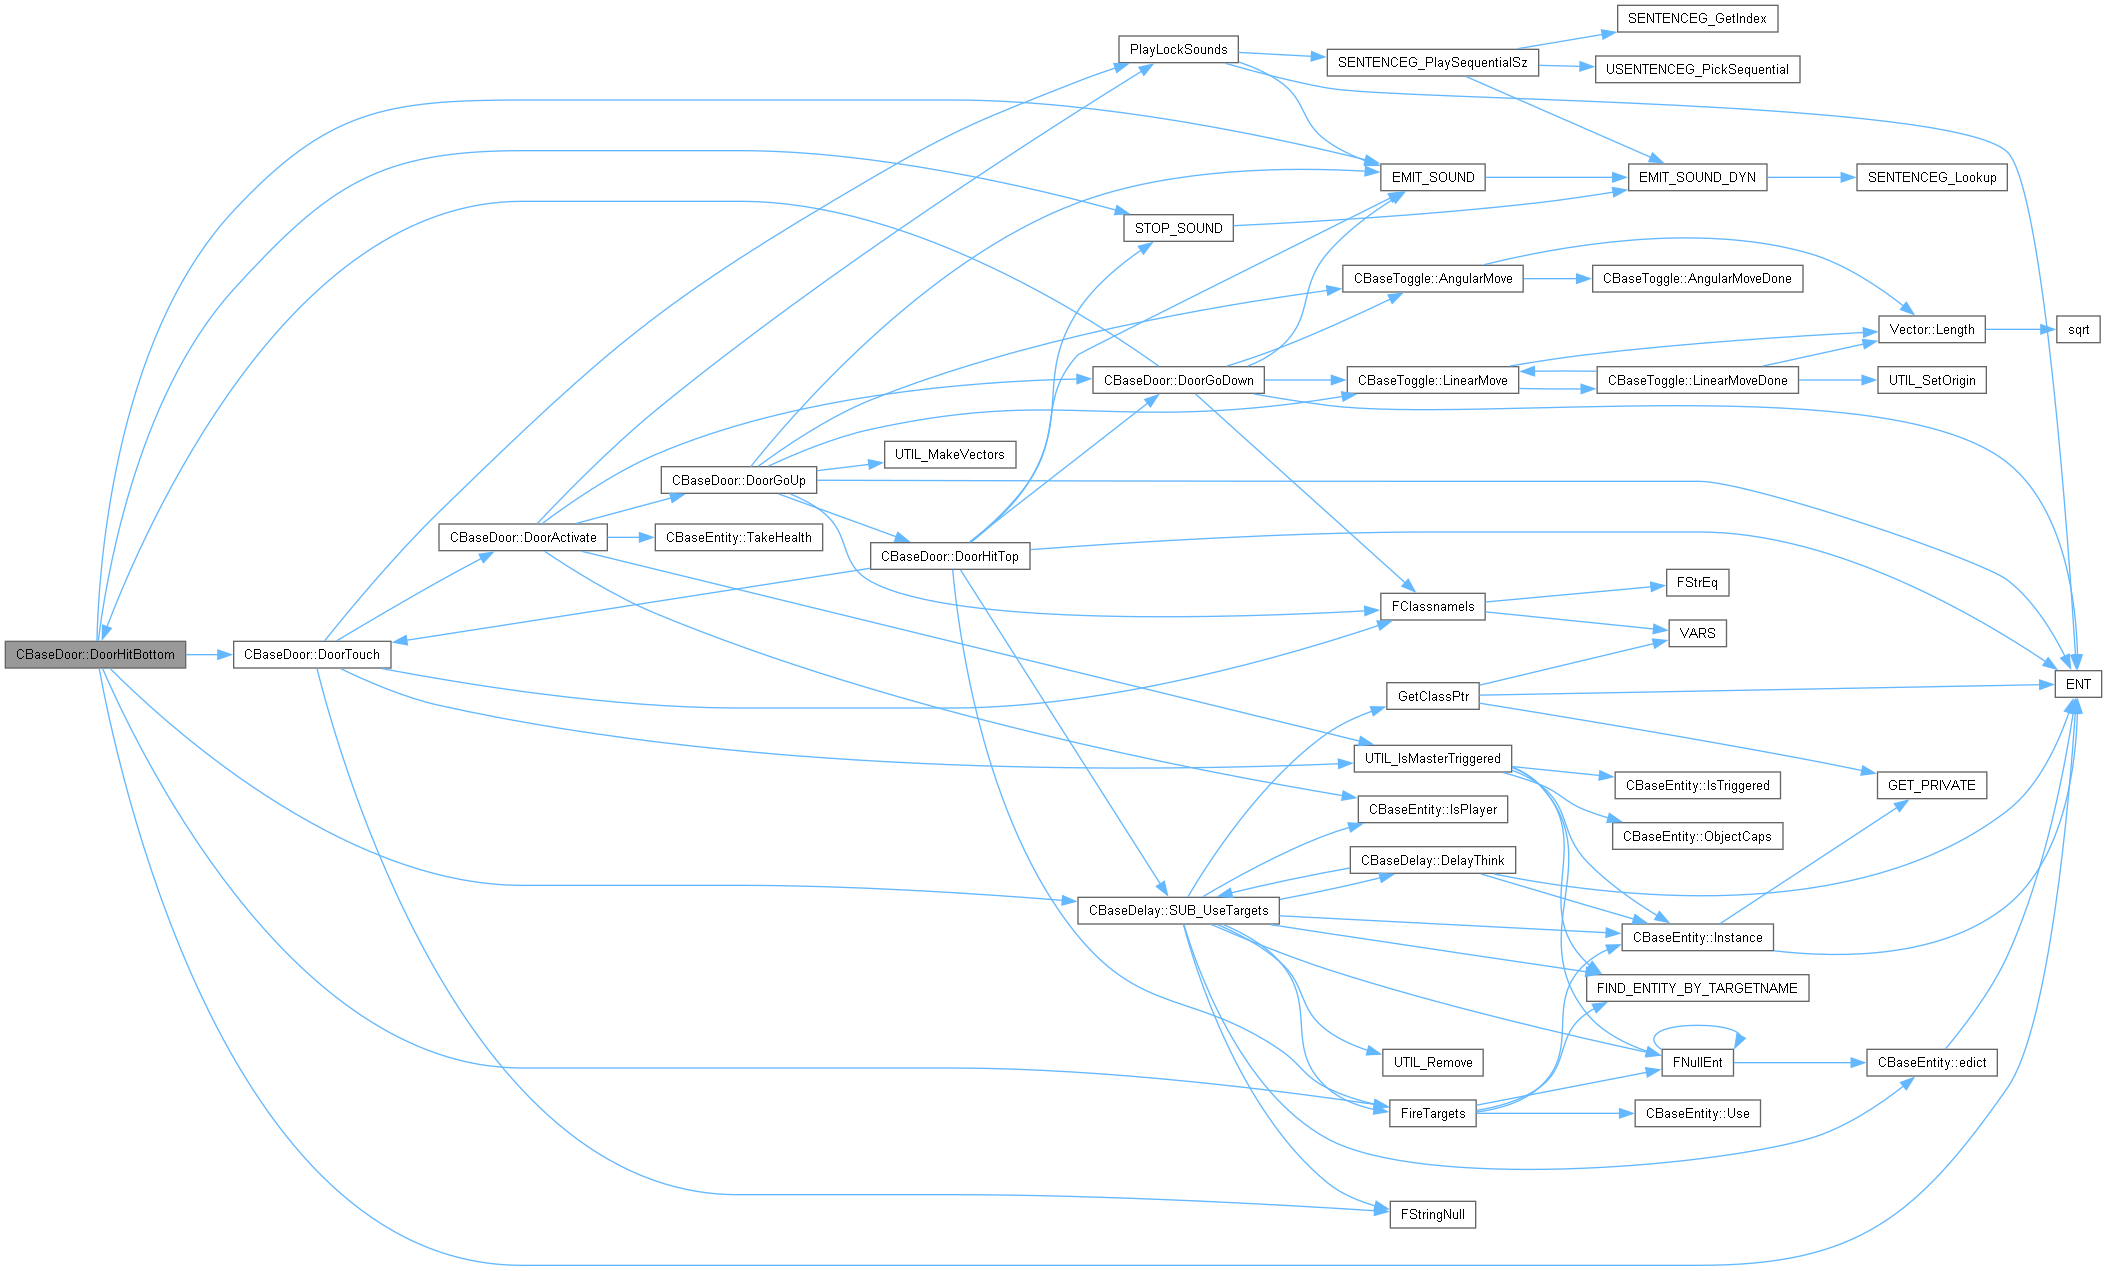 SENTENCEG_GetIndex
PlayLockSounds
SENTENCEG_PlaySequentialSz
USENTENCEG_PickSequential
EMIT_SOUND
EMIT_SOUND_DYN
SENTENCEG_Lookup
STOP_SOUND
CBaseToggle::AngularMove
CBaseToggle::AngularMoveDone
Vector::Length
sqrt
CBaseDoor::DoorGoDown
CBaseToggle::LinearMove
CBaseToggle::LinearMoveDone
UTIL_SetOrigin
UTIL_MakeVectors
CBaseDoor::DoorGoUp
CBaseDoor::DoorActivate
CBaseEntity::TakeHealth
CBaseDoor::DoorHitTop
FStrEq
FClassnameIs
VARS
CBaseDoor::DoorHitBottom
CBaseDoor::DoorTouch
GetClassPtr
ENT
UTIL_IsMasterTriggered
CBaseEntity::IsTriggered
GET_PRIVATE
CBaseEntity::IsPlayer
CBaseEntity::ObjectCaps
CBaseDelay::DelayThink
CBaseDelay::SUB_UseTargets
CBaseEntity::Instance
FIND_ENTITY_BY_TARGETNAME
UTIL_Remove
FNullEnt
CBaseEntity::edict
FireTargets
CBaseEntity::Use
FStringNull